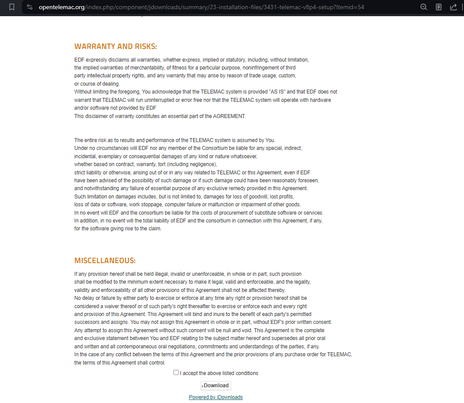 opentelemac.org/index.php/component/jdownloads/summary/23-installation-files/3431-telemac-v8p4-setup?Itemid=54
WARRANTY AND RISKS:
EDF expressly disclaims all warranties, whether express, implied or statutory, including, without limitation,
the implied warranties of merchantability, of fitness for a particular purpose, noninfringement of third
party intellectual property rights, and any warranty that may arise by reason of trade usage, custom,
or course of dealing.
Without limiting the foregoing, You acknowledge that the TELEMAC system is provided "AS IS" and that EDF does not
warrant that TELEMAC will run uninterrupted or error free nor that the TELEMAC system will operate with hardware
and/or software not provided by EDF
This disclaimer of warranty constitutes an essential part of the AGREEMENT.
The entire risk as to results and performance of the TELEMAC system is assumed by You.
Under no circumstances will EDF nor any member of the Consortium be liable for any special, indirect,
incidental, exemplary or consequential damages of any kind or nature whatsoever,
whether based on contract, warranty, tort (including negligence),
strict liability or otherwise, arising out of or in any way related to TELEMAC or this Agreement, even if EDF
have been advised of the possibility of such damage or if such damage could have been reasonably foreseen,
and notwithstanding any failure of essential purpose of any exclusive remedy provided in this Agreement.
Such limitation on damages includes, but is not limited to, damages for loss of goodwill, lost profits,
loss of data or software, work stoppage, computer failure or malfunction or impairment of other goods.
In no event will EDF and the consortium be liable for the costs of procurement of substitute software or services.
In addition, in no event will the total liability of EDF and the consortium in connection with this Agreement, if any,
for the software giving rise to the claim.
MISCELLANEOUS:
If any provision hereof shall be held illegal, invalid or unenforceable, in whole or in part, such provision
shall be modified to the minimum extent necessary to make it legal, valid and enforceable, and the legality,
validity and enforceability of all other provisions of this Agreement shall not be affected thereby.
No delay or failure by either party to exercise or enforce at any time any right or provision hereof shall be
considered a waiver thereof or of such party's right thereafter to exercise or enforce each and every right
and provision of this Agreement. This Agreement will bind and inure to the benefit of each party's permitted
successors and assigns. You may not assign this Agreement in whole or in part, without EDF's prior written consent.
Any attempt to assign this Agreement without such consent will be null and void. This Agreement is the complete
and exclusive statement between You and EDF relating to the subject matter hereof and supersedes all prior oral
and written and all contemporaneous oral negotiations, commitments and understandings of the parties, if any.
In the case of any conflict between the terms of this Agreement and the prior provisions of any purchase order for TELEMAC,
the terms of this Agreement shall control.
I accept the above listed conditions
Download
Powered by jDownloads